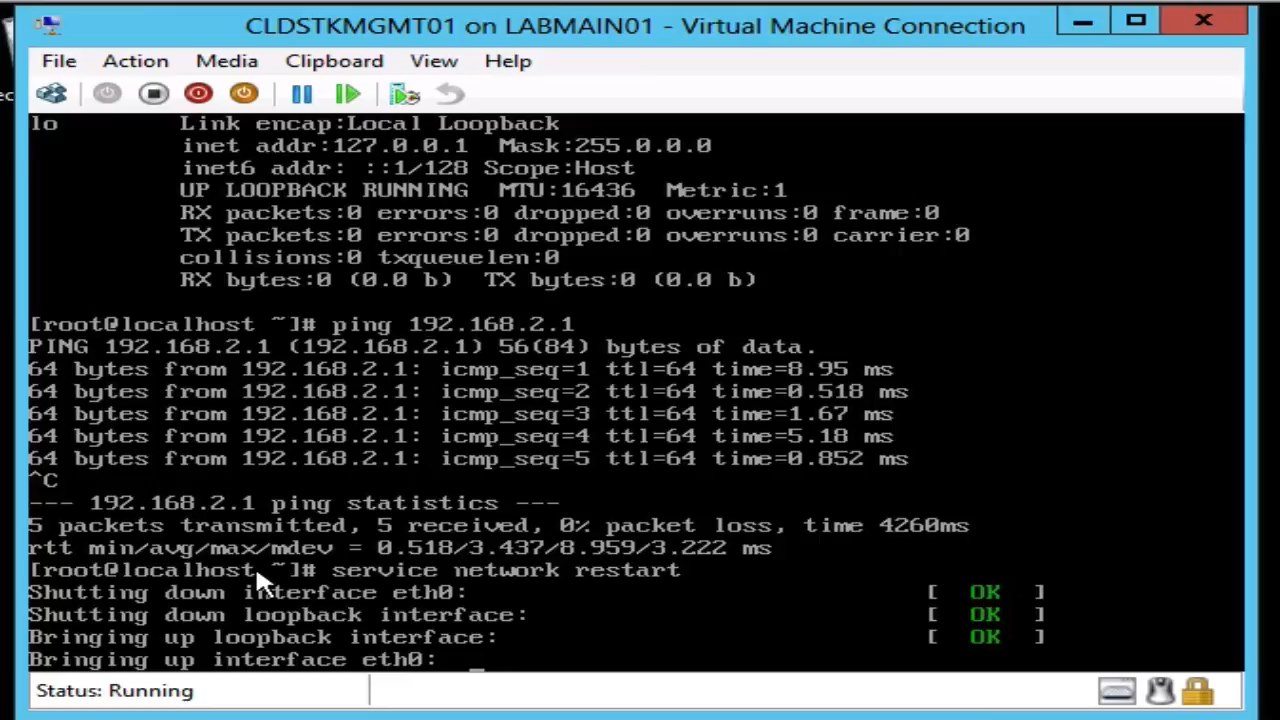 CLDSTKMGMT01 on LABMAIN01 - Virtual Machine Connection
File Action Media Clipboard View Help
lo Link encap:Local Loopback
inet addr:127.0.0.1 Mask:255.0.0.0
inet6 addr: ::1/128 Scope:Host
UP LOOPBACK RUNNING MTU:16436 Metric:1
RX packets:0 errors:0 dropped:0 overruns:0 frame:0
TX packets:0 errors:0 dropped:0 overruns:0 carrier:0
collisions:0 txqueuelen:0
RX bytes:0 (0.0 b) TX bytes:0 (0.0 b)
[root@localhost ~]# ping 192.168.2.1
PING 192.168.2.1 (192.168.2.1) 56(84) bytes of data.
64 bytes from 192.168.2.1: icmp_seq=1 ttl=64 time=8.95 ms
64 bytes from 192.168.2.1: icmp_seq=2 ttl=64 time=0.518 ms
64 bytes from 192.168.2.1: icmp_seq=3 ttl=64 time=1.67 ms
64 bytes from 192.168.2.1: icmp_seq=4 ttl=64 time=5.18 ms
64 bytes from 192.168.2.1: icmp_seq=5 ttl=64 time=0.852 ms
^C
--- 192.168.2.1 ping statistics ---
5 packets transmitted, 5 received, 0% packet loss, time 4260ms
rtt min/avg/max/mdev = 0.518/3.437/8.959/3.222 ms
[root@localhost ~]# service network restart
Shutting down interface eth0: [ OK ]
Shutting down loopback interface: [ OK ]
Bringing up loopback interface: [ OK ]
Bringing up interface eth0: _
Status: Running